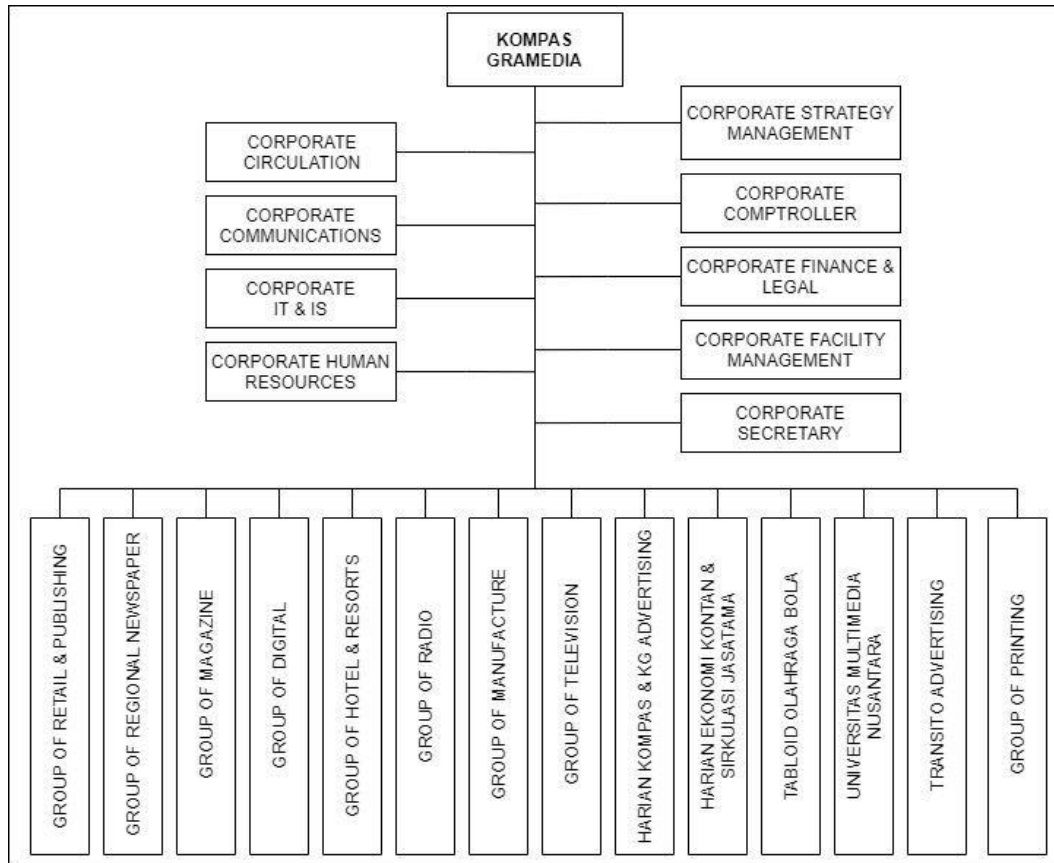 KOMPAS
GRAMEDIA
CORPORATE STRATEGY
MANAGEMENT
CORPORATE
CIRCULATION
CORPORATE
COMPTROLLER
CORPORATE
COMMUNICATIONS
CORPORATE FINANCE &
LEGAL
CORPORATE
IT & IS
CORPORATE FACILITY
MANAGEMENT
CORPORATE HUMAN
RESOURCES
CORPORATE
SECRETARY
GROUP OF RETAIL & PUBLISHING
GROUP OF REGIONAL NEWSPAPER
GROUP OF MAGAZINE
GROUP OF DIGITAL
GROUP OF HOTEL & RESORTS
GROUP OF RADIO
GROUP OF MANUFACTURE
GROUP OF TELEVISION
HARIAN KOMPAS & KG ADVERTISING
HARIAN EKONOMI KONTAN &
SIRKULASI JASATAMA
TABLOID OLAHRAGA BOLA
UNIVERSITAS MULTIMEDIA
NUSANTARA
TRANSITO ADVERTISING
GROUP OF PRINTING